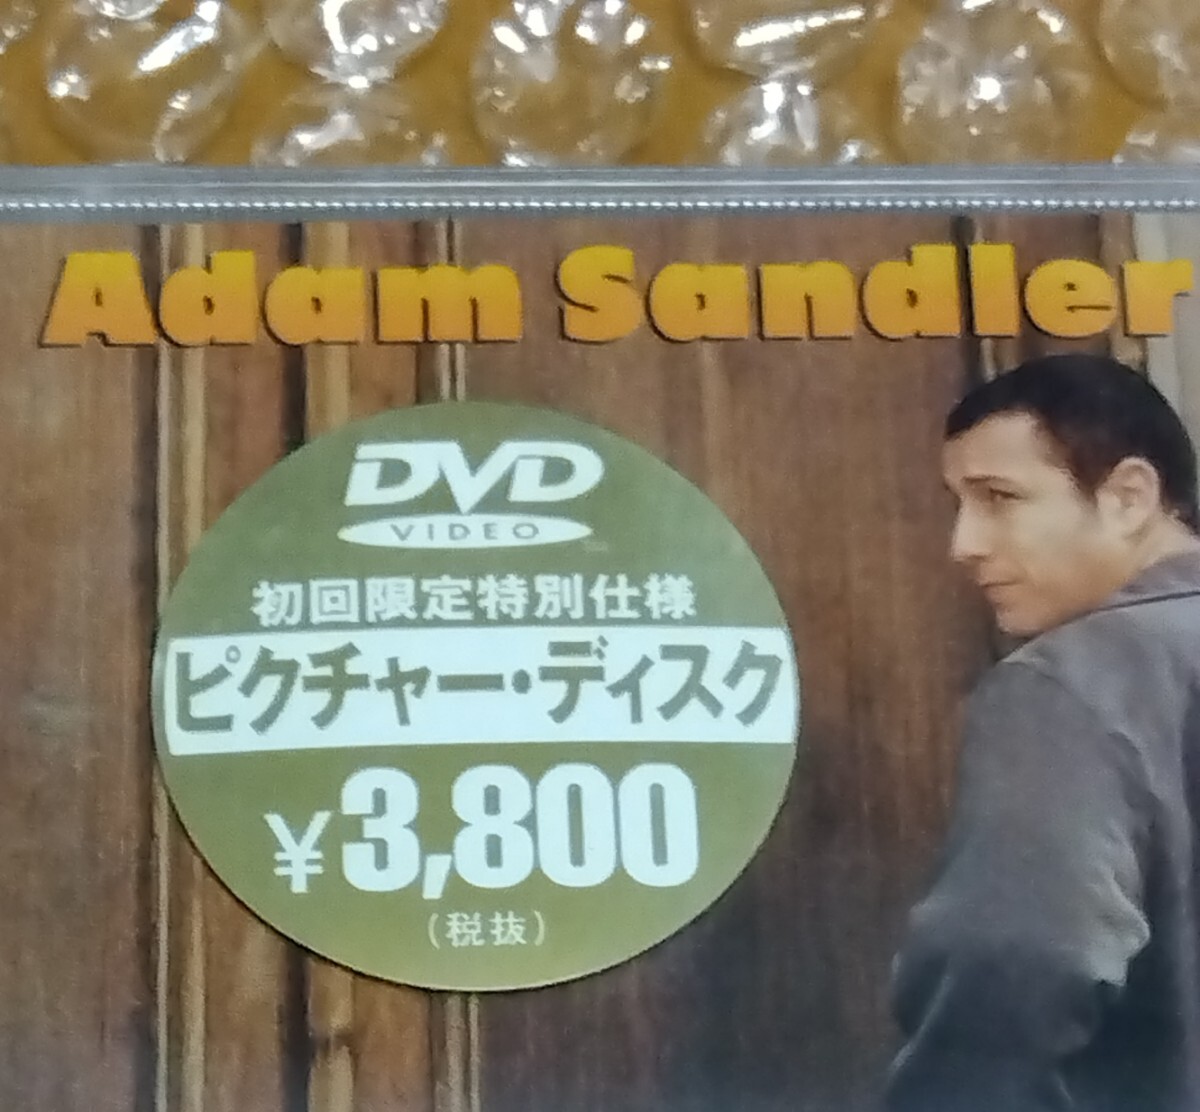 Adam Sandler
DVD
VIDEO
初回限定特別仕様
ピクチャー・ディスク
¥3,800
(税抜)